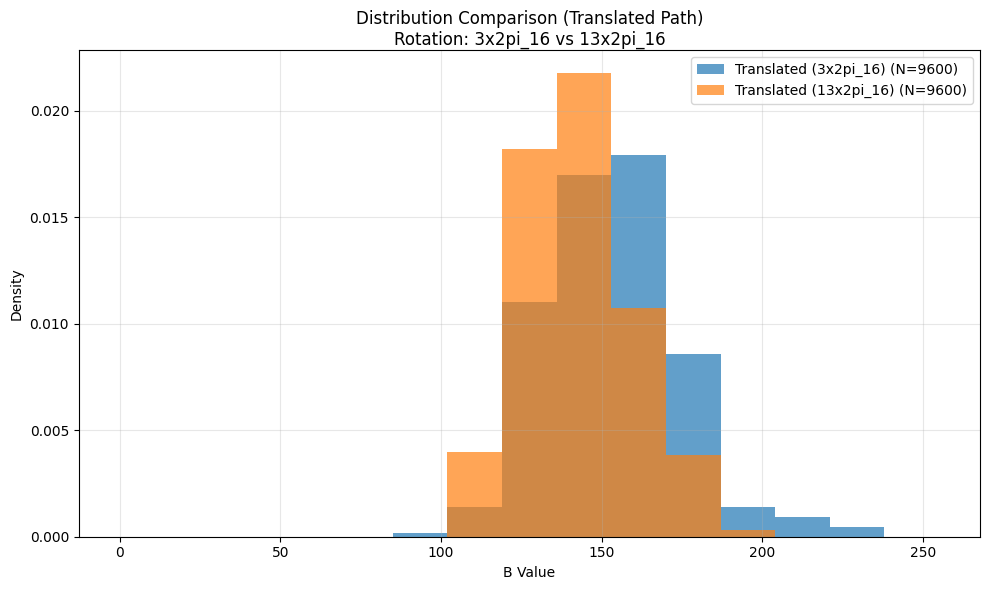 Distribution Comparison (Translated Path)
Rotation: 3x2pi_16 vs 13x2pi_16
Translated (3x2pi_16) (N=9600)
Translated (13x2pi_16) (N=9600)
Density
0.020
0.015
0.010
0.005
0.000
0
50
100
150
200
250
B Value